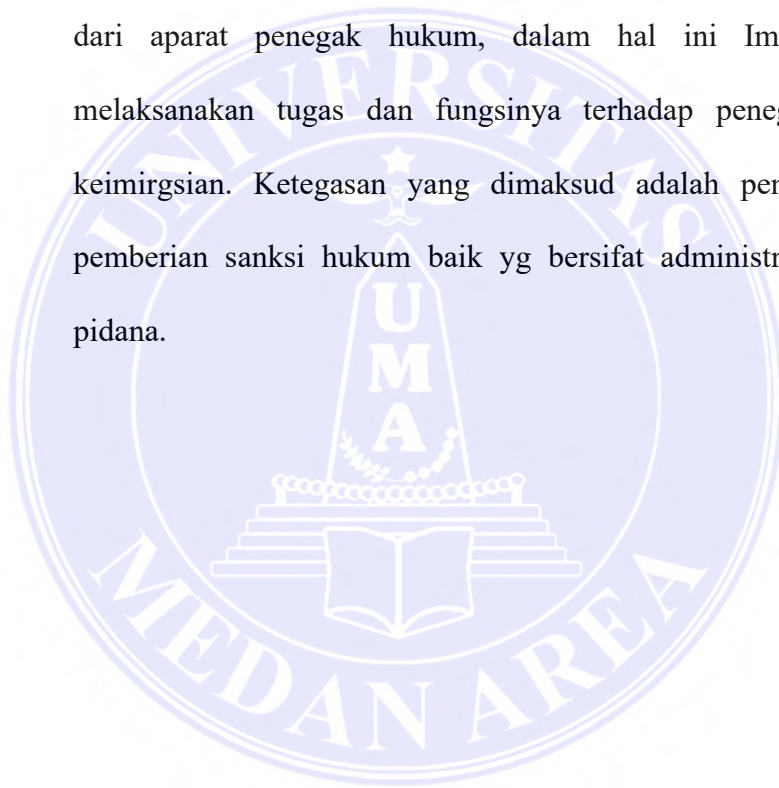 dari aparat penegak hukum, dalam hal ini Im
melaksanakan tugas dan fungsinya terhadap peneg
keimirgsian. Ketegasan yang dimaksud adalah pen
pemberian sanksi hukum baik yg bersifat administr
pidana.
UNIVERSITAS
U
M
A
MEDAN AREA